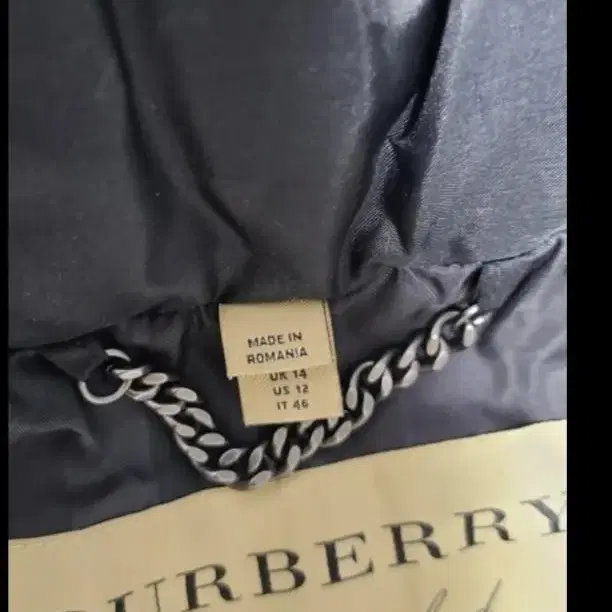 MADE IN
ROMANIA
UK 14
US 12
IT 46
BURBERRY